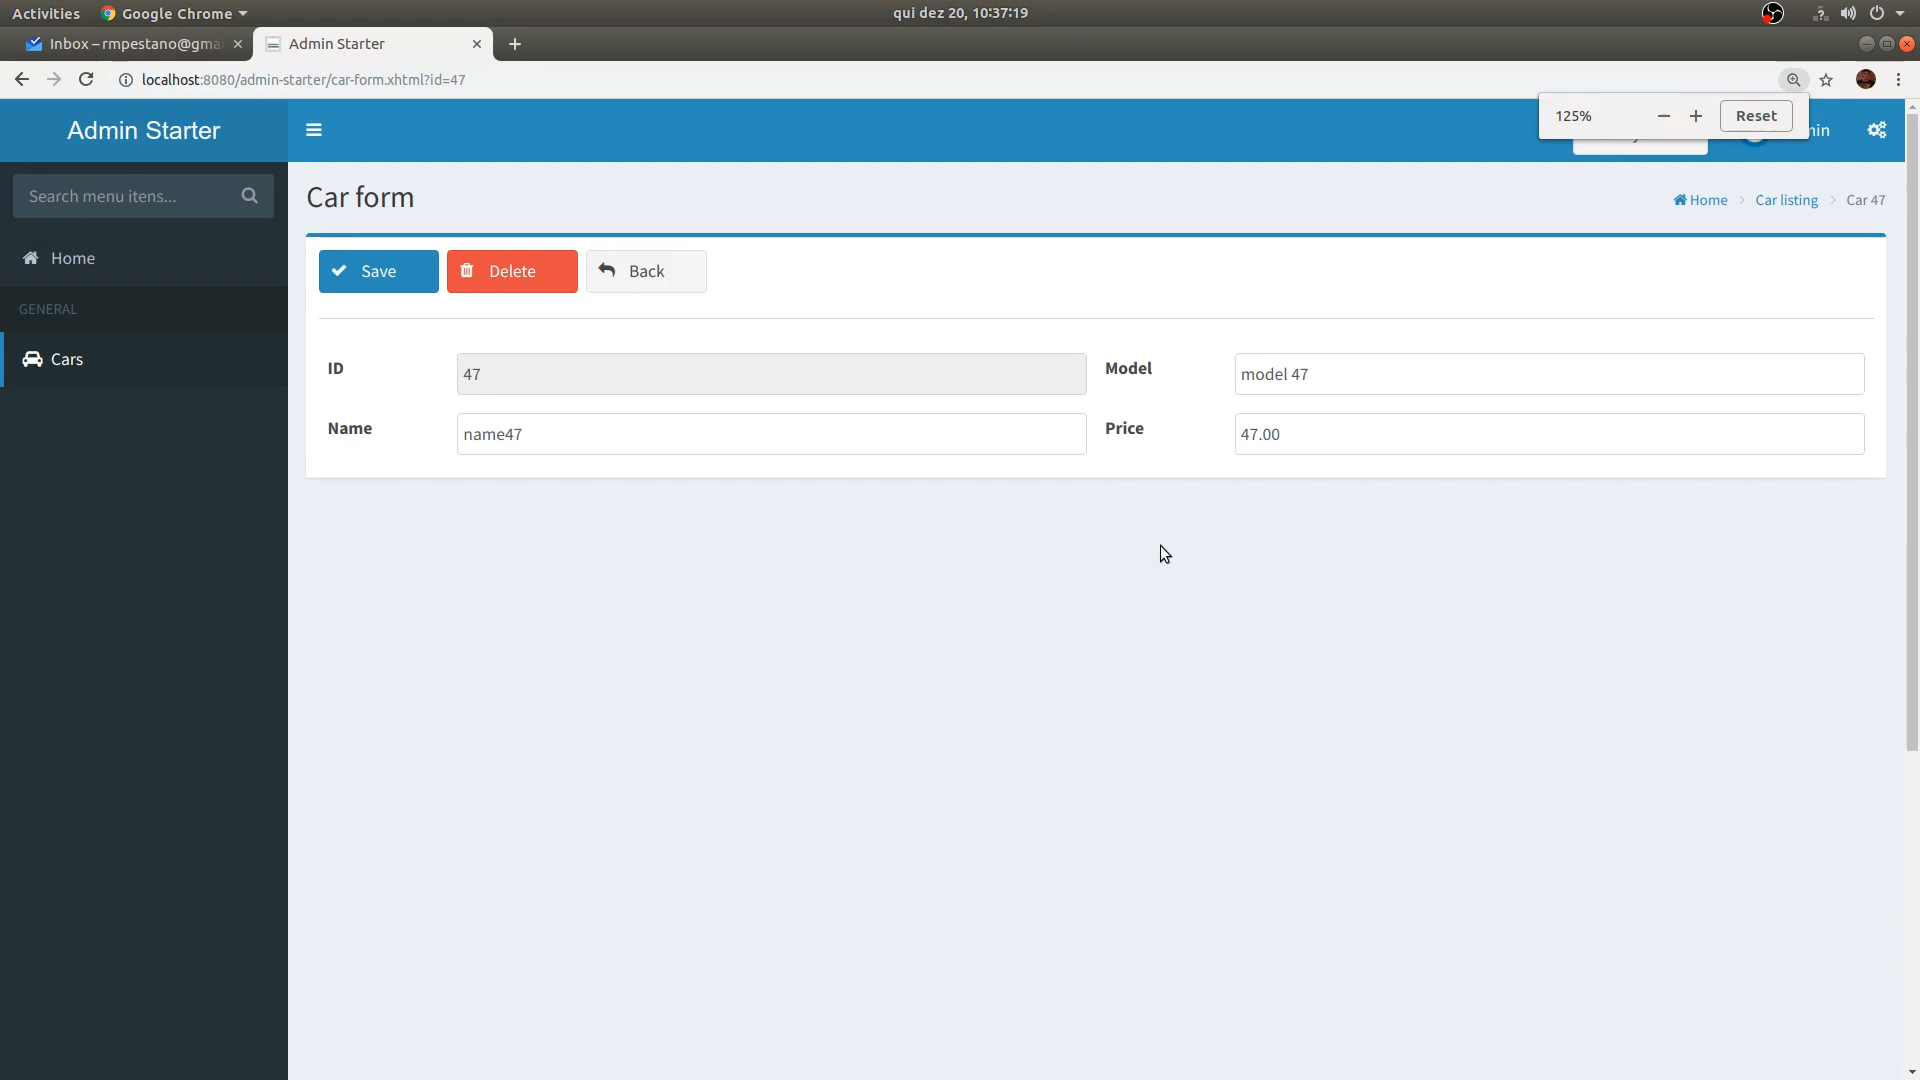 Activities Google Chrome qui dez 20, 10:37:19
Inbox – rmpestano@gma Admin Starter
localhost:8080/admin-starter/car-form.xhtml?id=47
125% Reset
Admin Starter
Search menu itens...
Car form
Home Car listing Car 47
Home
GENERAL
Cars
Save Delete Back
ID 47 Model model 47
Name name47 Price 47.00